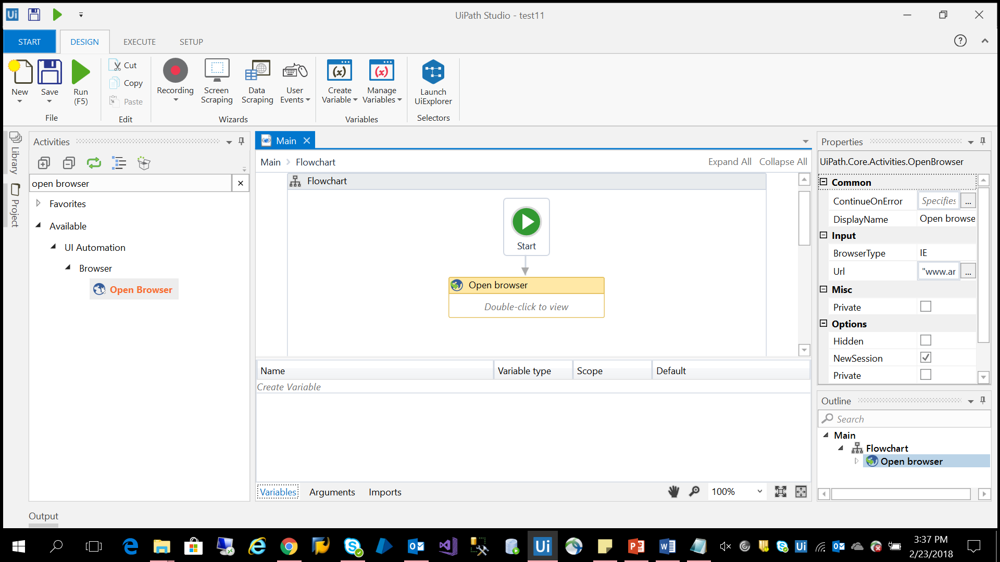 Ui
UiPath Studio - test11
START
DESIGN
EXECUTE
SETUP
?
New
Save
Run
(F5)
File
Cut
Copy
Paste
Edit
Recording
Screen
Scraping
Data
Scraping
User
Events
Wizards
(x)
Create
Variable
(x)
Manage
Variables
Variables
Launch
UiExplorer
Selectors
Library
Project
Activities
open browser
Favorites
Available
UI Automation
Browser
Open Browser
Main
Main
Flowchart
Expand All
Collapse All
Flowchart
Start
Open browser
Double-click to view
Name
Variable type
Scope
Default
Create Variable
Variables
Arguments
Imports
100%
Properties
UiPath.Core.Activities.OpenBrowser
Common
ContinueOnError
Specifies
...
DisplayName
Open browse
Input
BrowserType
IE
Url
"www.ar
...
Misc
Private
Options
Hidden
NewSession
Private
Outline
Search
Main
Flowchart
Open browser
Output
Ui
Ui
3:37 PM
2/23/2018